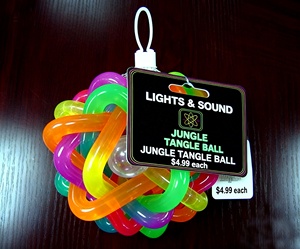 LIGHTS & SOUND
JUNGLE
TANGLE BALL
JUNGLE TANGLE BALL
$4.99 each
$4.99 each